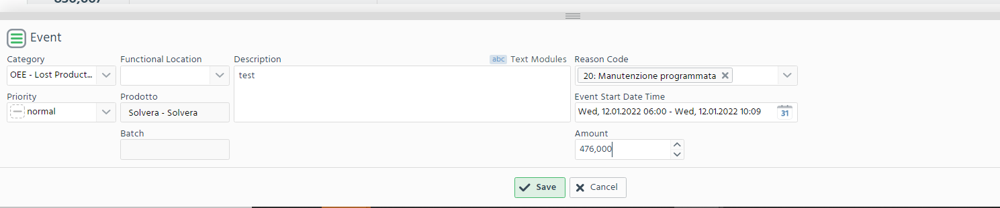 Event
Category
Functional Location
Description
abc Text Modules
Reason Code
OEE - Lost Product...
test
20: Manutenzione programmata
Priority
Prodotto
Event Start Date Time
normal
Solvera - Solvera
Wed, 12.01.2022 06:00 - Wed, 12.01.2022 10:09
31
Batch
Amount
476,000
Save
Cancel